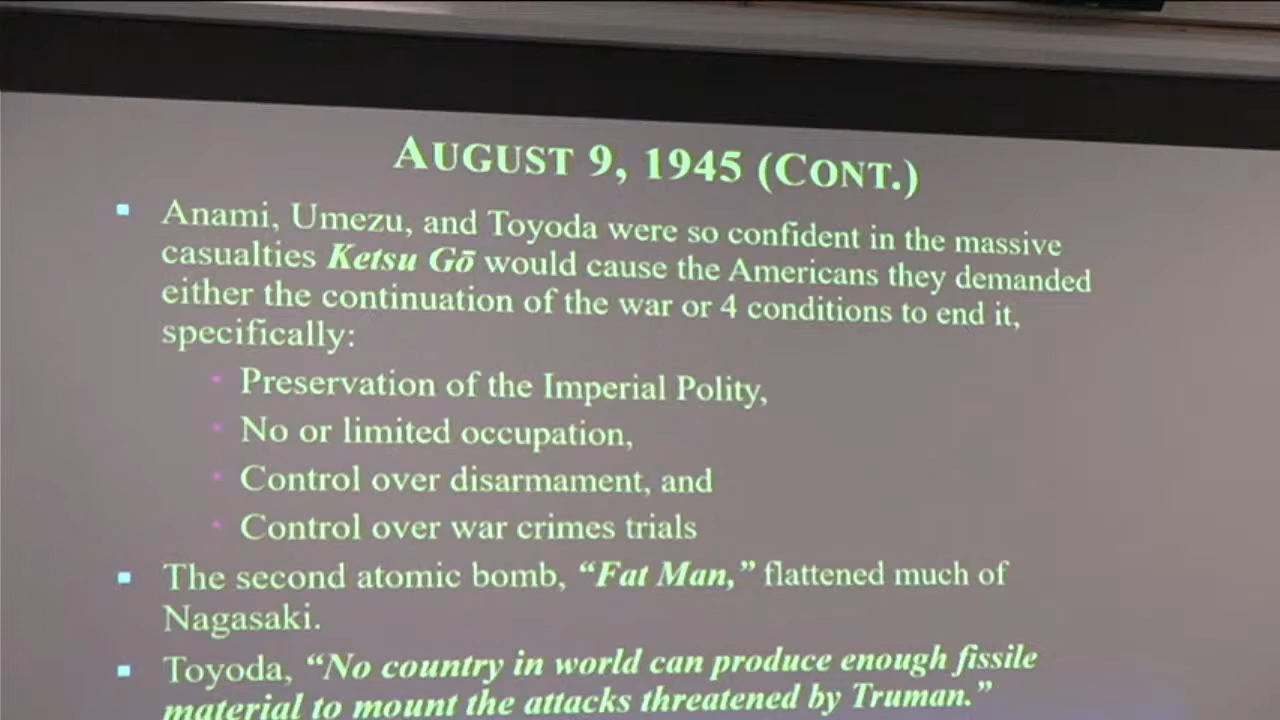 AUGUST 9, 1945 (CONT.)
▪ Anami, Umezu, and Toyoda were so confident in the massive
casualties Ketsu Gō would cause the Americans they demanded
either the continuation of the war or 4 conditions to end it,
specifically:
▪ Preservation of the Imperial Polity,
▪ No or limited occupation,
▪ Control over disarmament, and
▪ Control over war crimes trials
▪ The second atomic bomb, “Fat Man,” flattened much of
Nagasaki.
▪ Toyoda, “No country in world can produce enough fissile
material to mount the attacks threatened by Truman.”